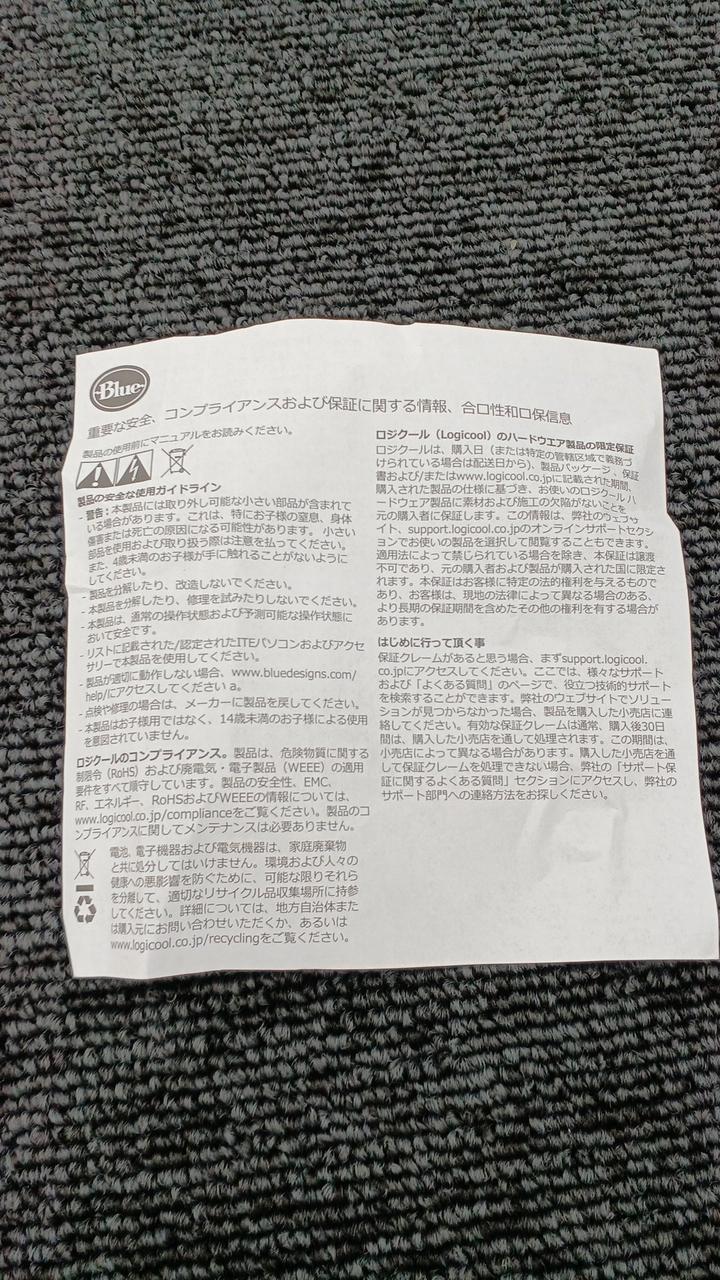 Blue
重要な安全、コンプライアンスおよび保証に関する情報、合口性和口保信息
製品の使用前にマニュアルをお読みください。
製品の安全な使用ガイドライン
- 警告：本製品には取り外し可能な小さい部品が含まれて
いる場合があります。これは、特にお子様の窒息、身体
傷害または死亡の原因になる可能性があります。 小さい
部品を使用および取り扱う際は注意を払ってください。
また、4歳未満のお子様が手に触れることがないように
してください。
- 製品を分解したり、改造しないでください。
- 本製品を分解したり、修理を試みたりしないでください。
- 本製品は、通常の操作状態および予測可能な操作状態に
おいて安全です。
- リストに記載された/認定されたITEパソコンおよびアクセ
サリーで本製品を使用してください。
- 製品が適切に動作しない場合、www.bluedesigns.com/
help/にアクセスしてください a。
- 点検や修理の場合は、メーカーに製品を戻してください。
- 本製品はお子様用ではなく、14歳未満のお子様による使用
を意図されていません。
ロジクールのコンプライアンス。製品は、危険物質に関する
制限令（RoHS）および廃電気・電子製品（WEEE）の適用
要件をすべて順守しています。製品の安全性、EMC、
RF、エネルギー、RoHSおよびWEEEの情報については、
www.logicool.co.jp/complianceをご覧ください。製品のコ
ンプライアンスに関してメンテナンスは必要ありません。
電池、電子機器および電気機器は、家庭廃棄物
と共に処分してはいけません。環境および人々の
健康への悪影響を防ぐために、可能な限りそれら
を分離して、適切なリサイクル品収集場所に持参
してください。詳細については、地方自治体また
は購入元にお問い合わせいただくか、あるいは
www.logicool.co.jp/recyclingをご覧ください。
ロジクール（Logicool）のハードウエア製品の限定保証
ロジクールは、購入日（または特定の管轄区域で義務づ
けられている場合は配送日から）、製品パッケージ、保証
書および/またはwww.logicool.co.jpに記載された期間、
購入された製品の仕様に基づき、お使いのロジクールハ
ードウェア製品に素材および施工の欠陥がないことを
元の購入者に保証します。この情報は、弊社のウェブサ
イト、support.logicool.co.jpのオンラインサポートセクシ
ョンでお使いの製品を選択して閲覧することもできます。
適用法によって禁じられている場合を除き、本保証は譲渡
不可であり、元の購入者および製品が購入された国に限定さ
れます。本保証はお客様に特定の法的権利を与えるもので
あり、お客様は、現地の法律によって異なる場合のある、
より長期の保証期間を含めたその他の権利を有する場合が
あります。
はじめに行って頂く事
保証クレームがあると思う場合、まずsupport.logicool.
co.jpにアクセスしてください。ここでは、様々なサポート
および「よくある質問」のページで、役立つ技術的サポート
を検索することができます。弊社のウェブサイトでソリュー
ションが見つからなかった場合、製品を購入した小売店に連
絡してください。有効な保証クレームは通常、購入後30日
間は、購入した小売店を通して処理されます。この期間は、
小売店によって異なる場合があります。購入した小売店を通
して保証クレームを処理できない場合、弊社の「サポート保
証に関するよくある質問」セクションにアクセスし、弊社の
サポート部門への連絡方法をお探しください。